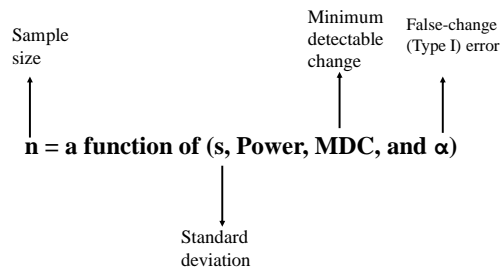 Sample
size
Minimum
detectable
change
False-change
(Type I) error
n = a function of (s, Power, MDC, and α)
Standard
deviation